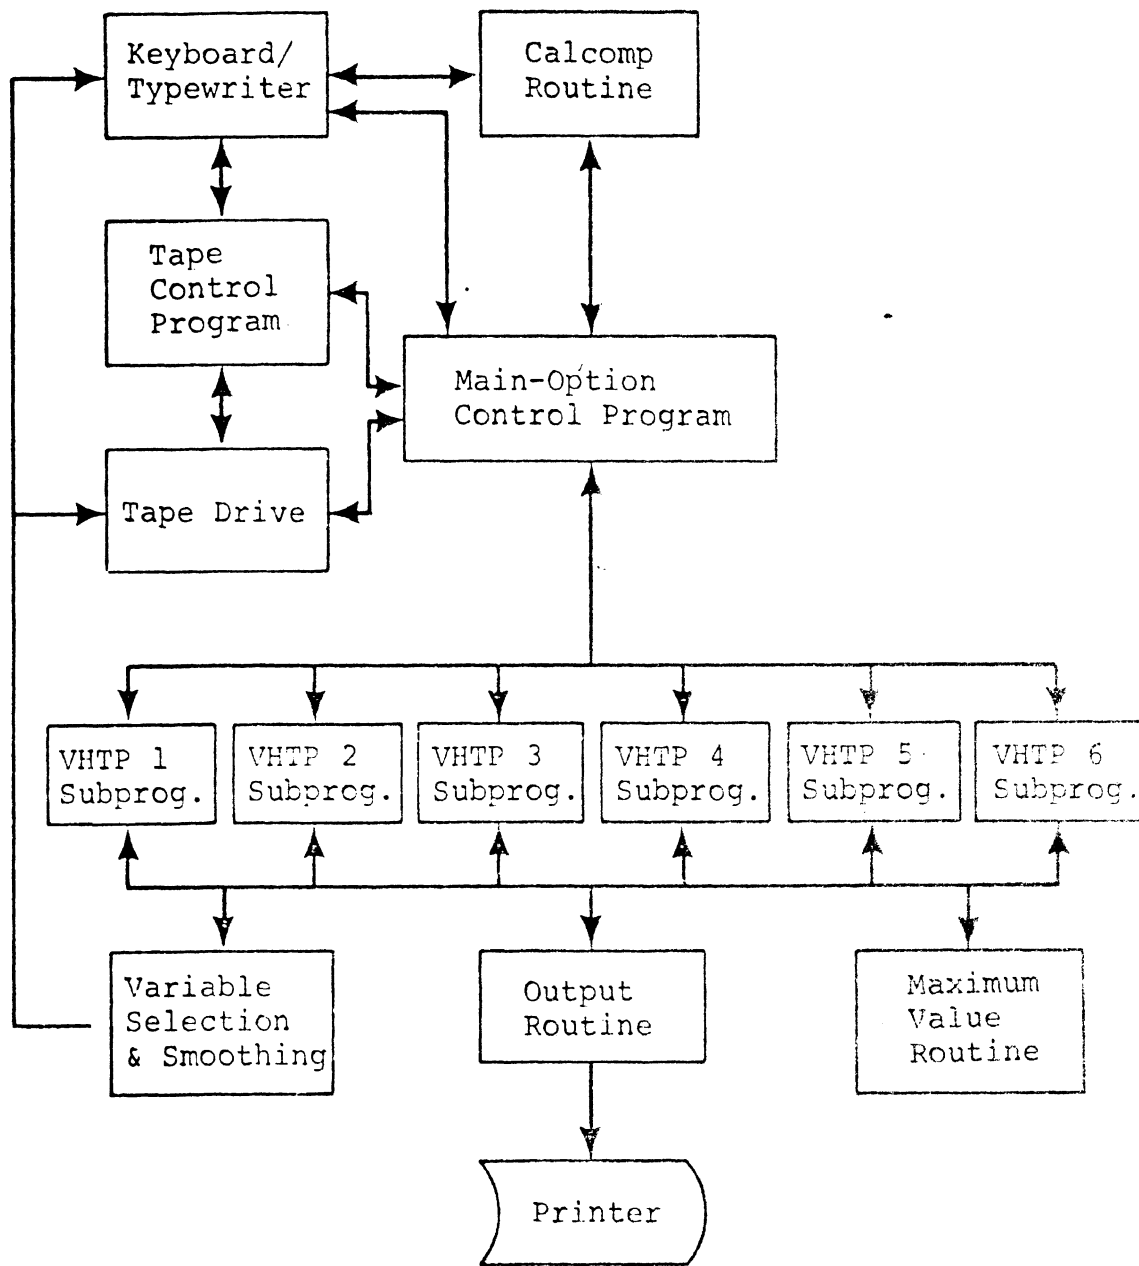 Keyboard/
Typewriter
Calcomp
Routine
Tape
Control
Program
Main-Option
Control Program
Tape Drive
VHTP 1
Subprog.
VHTP 2
Subprog.
VHTP 3
Subprog.
VHTP 4
Subprog.
VHTP 5
Subprog.
VHTP 6
Subprog.
Variable
Selection
& Smoothing
Output
Routine
Maximum
Value
Routine
Printer